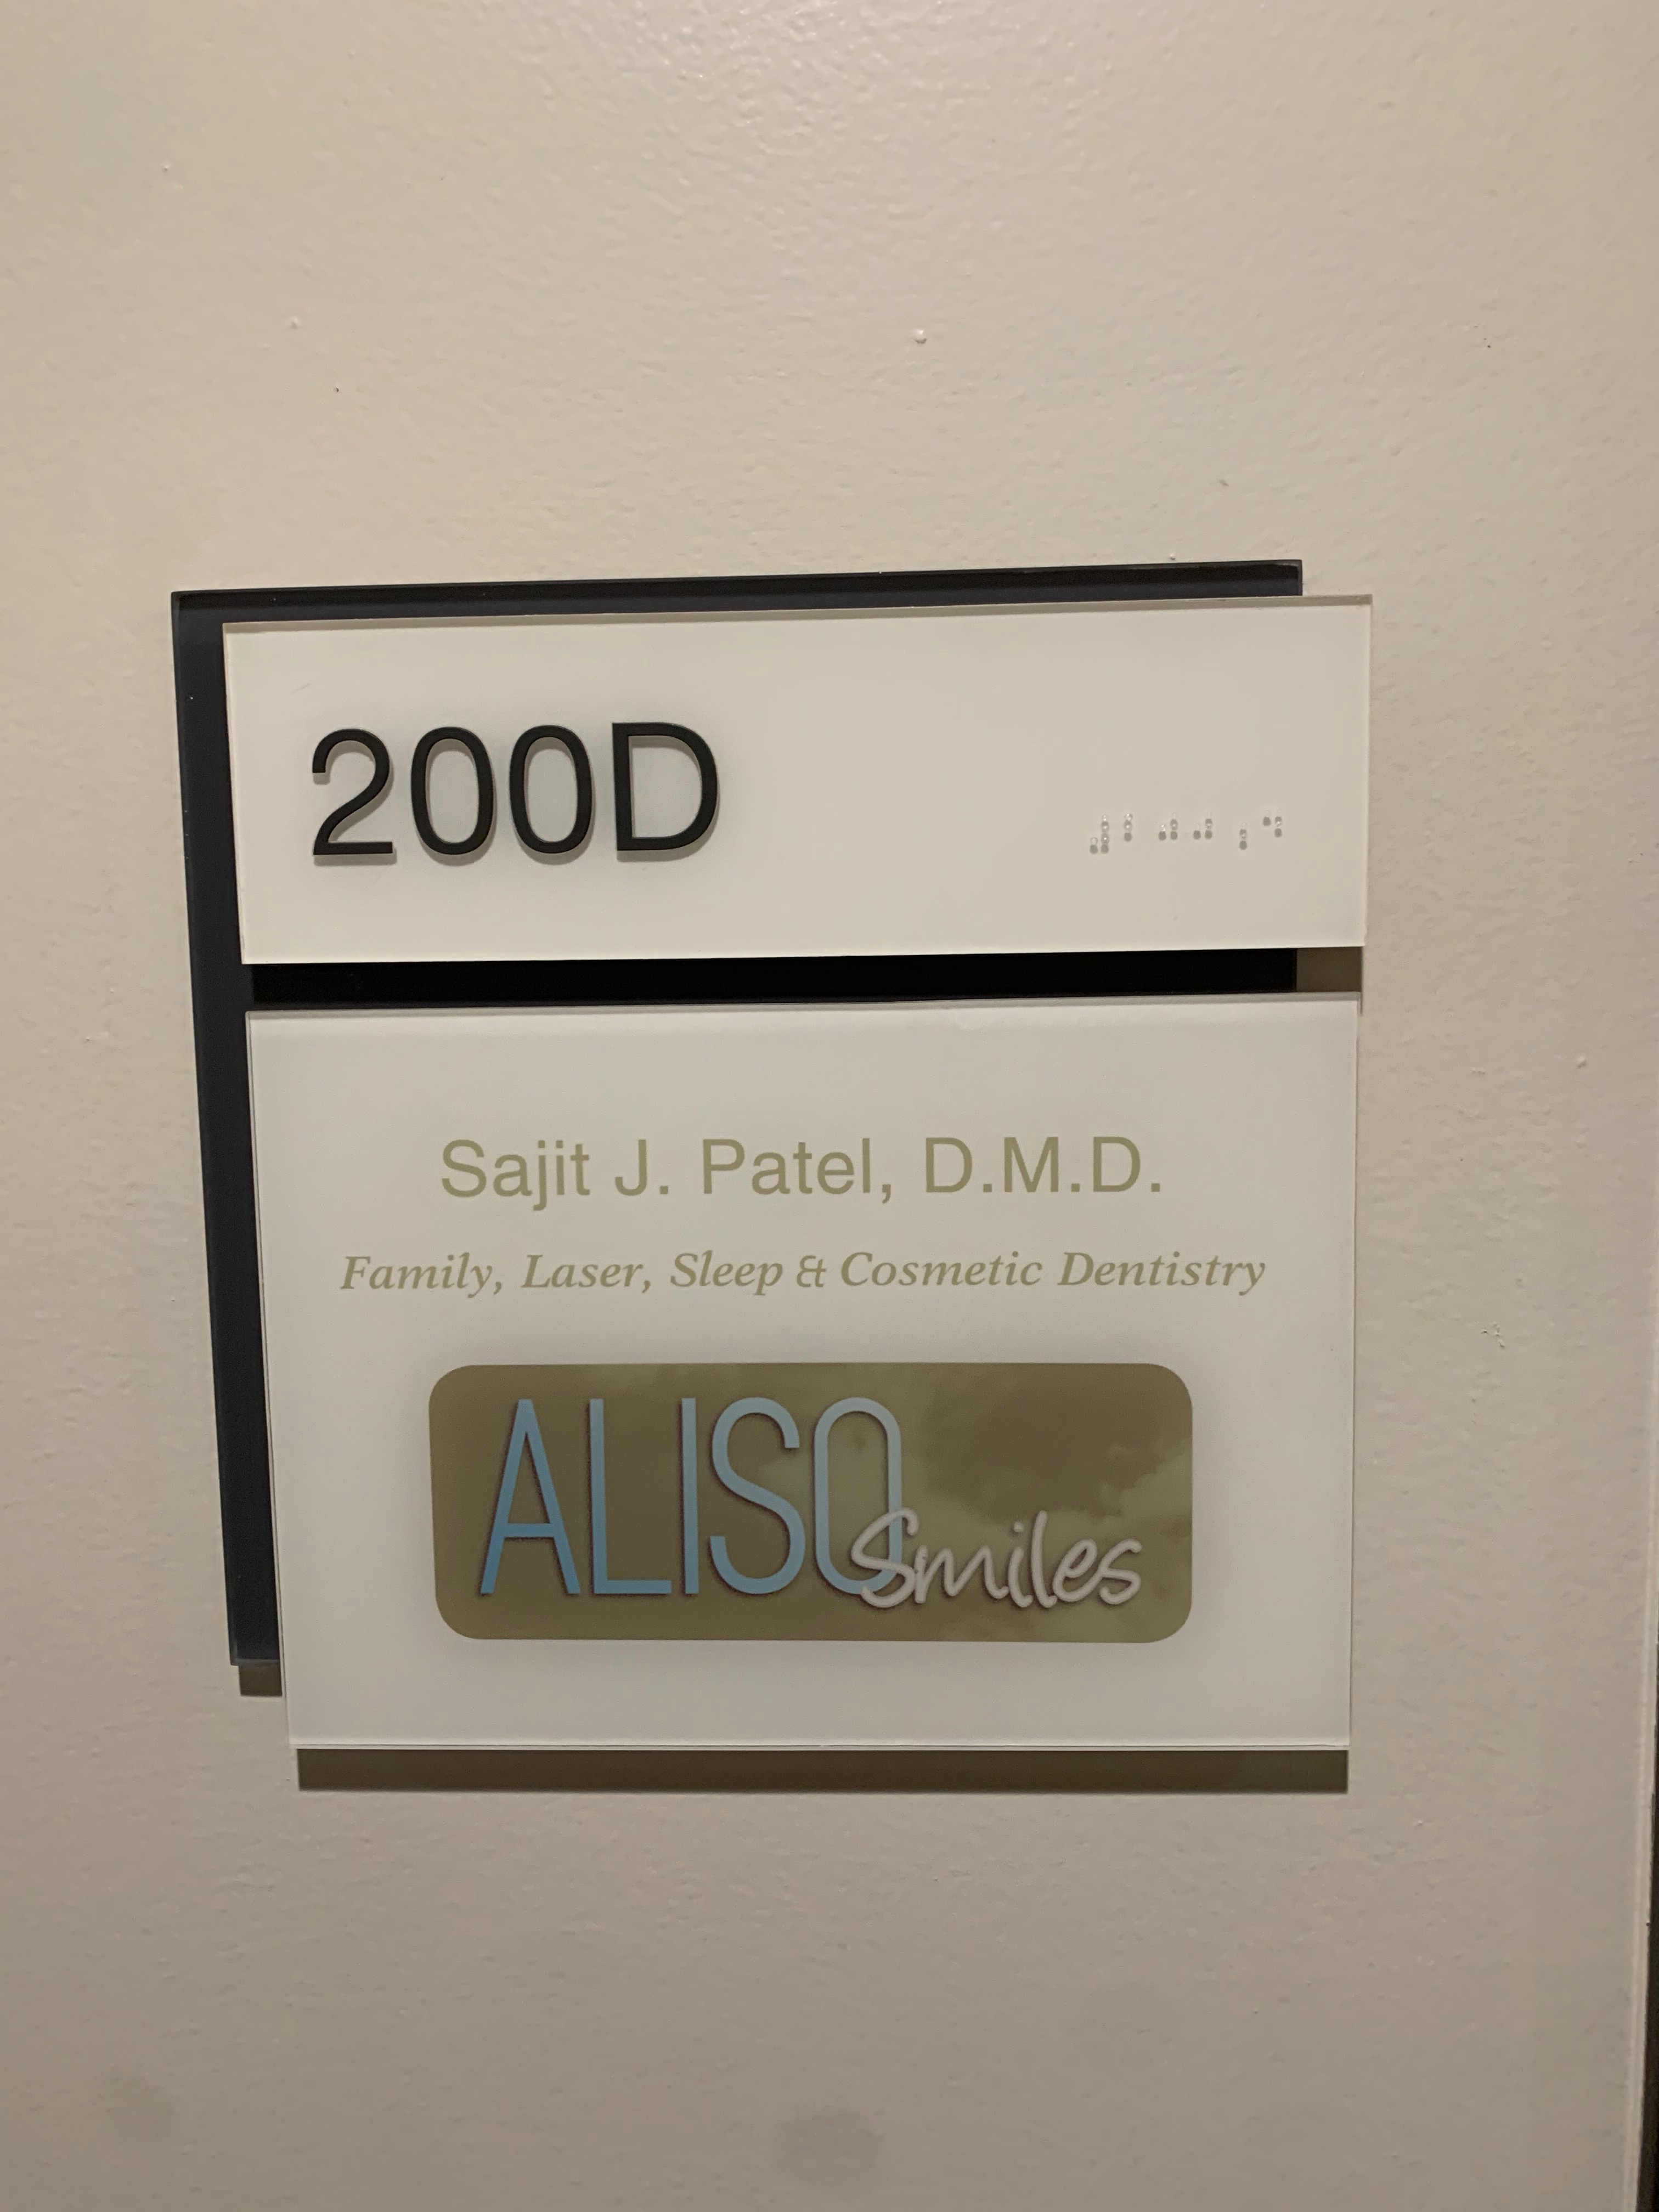 200D
⠼⠃⠚⠚⠰⠙
Sajit J. Patel, D.M.D.
Family, Laser, Sleep & Cosmetic Dentistry
ALISO
Smiles